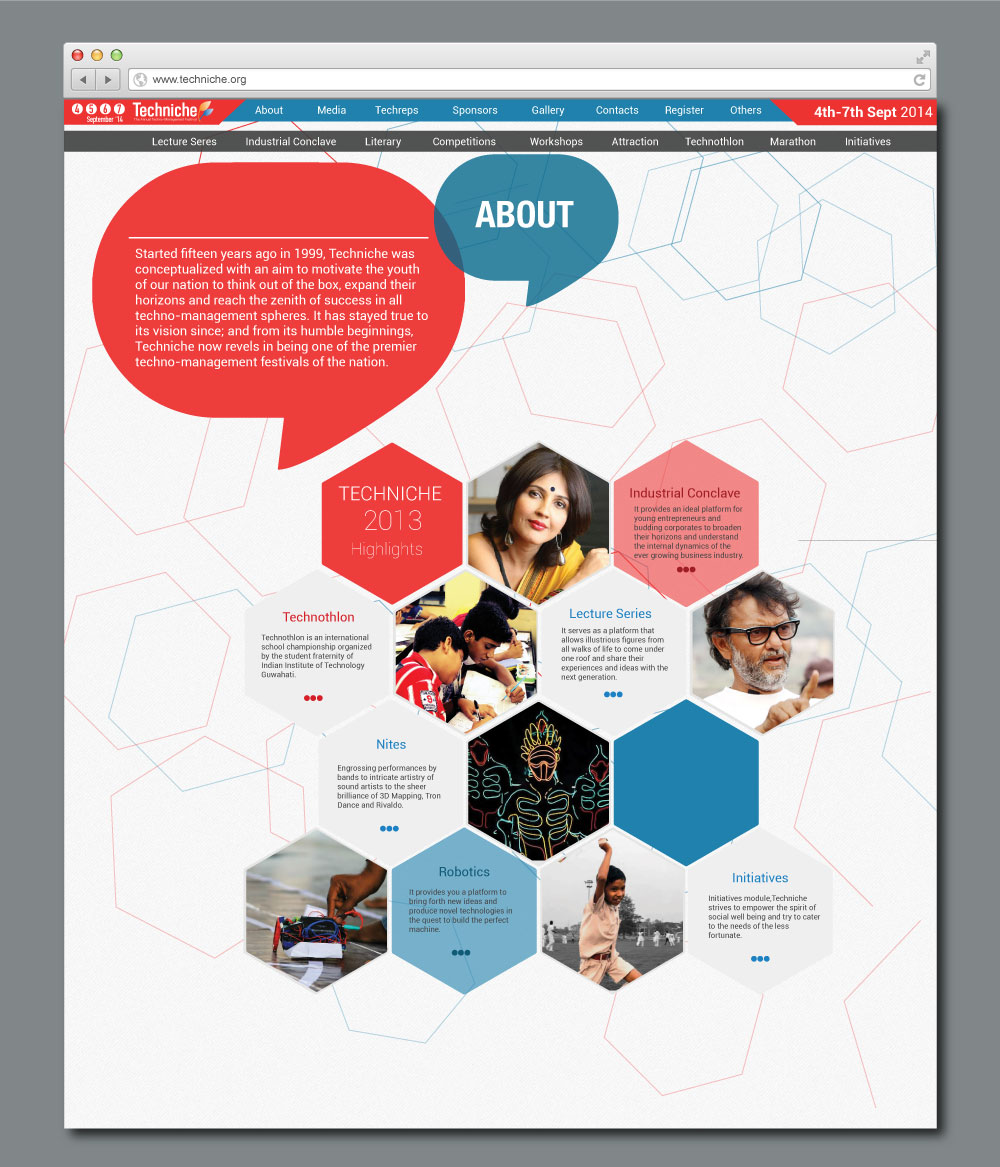 www.techniche.org
4 5 6 7
September '14
Techniche
4th-7th Sept 2014
About Media Techreps Sponsors Gallery Contacts Register Others
Lecture Seres Industrial Conclave Literary Competitions Workshops Attraction Technothlon Marathon Initiatives
ABOUT
Started fifteen years ago in 1999, Techniche was
conceptualized with an aim to motivate the youth
of our nation to think out of the box, expand their
horizons and reach the zenith of success in all
techno-management spheres. It has stayed true to
its vision since; and from its humble beginnings,
Techniche now revels in being one of the premier
techno-management festivals of the nation.
TECHNICHE
2013
Highlights
Industrial Conclave
It provides an ideal platform for
young entrepreneurs and
budding corporates to broaden
their horizons and understand
the internal dynamics of the
ever growing business industry.
Technothlon
Technothlon is an international
school championship organized
by the student fraternity of
Indian Institute of Technology
Guwahati.
Lecture Series
It serves as a platform that
allows illustrious figures from
all walks of life to come under
one roof and share their
experiences and ideas with the
next generation.
Nites
Engrossing performances by
bands to intricate artistry of
sound artists to the sheer
brilliance of 3D Mapping, Tron
Dance and Rivaldo.
Robotics
It provides you a platform to
bring forth new ideas and
produce novel technologies in
the quest to build the perfect
machine.
Initiatives
Initiatives module,Techniche
strives to empower the spirit of
social well being and try to cater
to the needs of the less
fortunate.